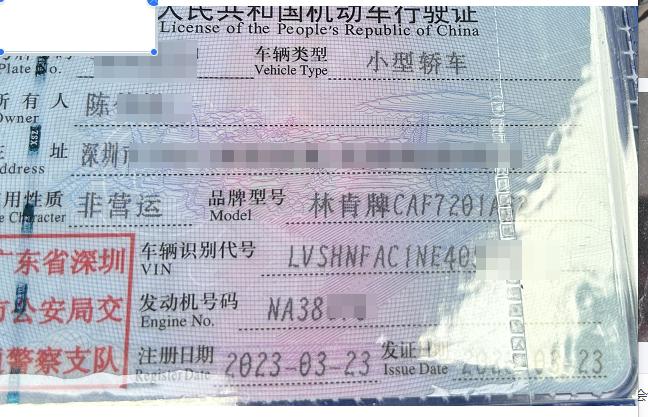 人民共和国机动车行驶证
License of the People's Republic of China
Plate No. 车辆类型 小型轿车
Vehicle Type
所有人 陈
Owner
址 深圳市
Address
用性质 非营运 品牌型号 林肯牌CAF7201A
Character Model
广东省深圳 车辆识别代号 LVSHNFAC1NE40
VIN
市公安局交 发动机号码 NA38
Engine No.
警察支队 注册日期 2023-03-23 发证日期
Register Date Issue Date